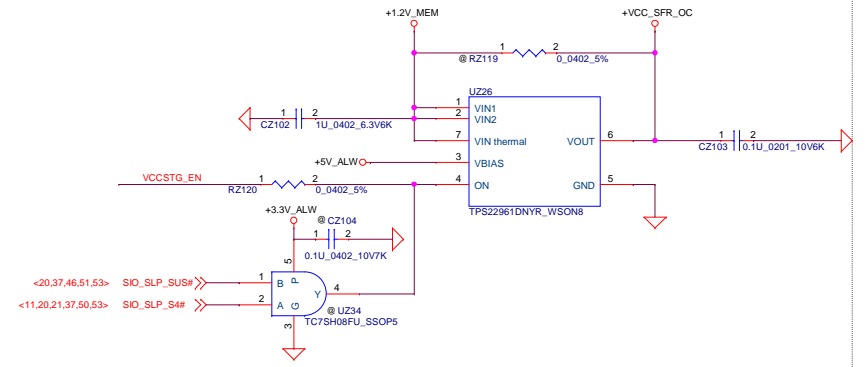 +1.2V_MEM
+VCC_SFR_OC
@ RZ119
1
2
0_0402_5%
UZ26
1
2
CZ102
1U_0402_6.3V6K
1
VIN1
2
VIN2
7
VIN thermal
VOUT
6
1
2
CZ103
0.1U_0201_10V6K
+5V_ALW
3
VBIAS
VCCSTG_EN
1
2
RZ120
0_0402_5%
4
ON
GND
5
TPS22961DNYR_WSON8
+3.3V_ALW
@ CZ104
1
2
0.1U_0402_10V7K
5
<20,37,46,51,53> SIO_SLP_SUS#
1
B
P
Y
4
<11,20,21,37,50,53> SIO_SLP_S4#
2
A
G
@ UZ34
TC7SH08FU_SSOP5
3